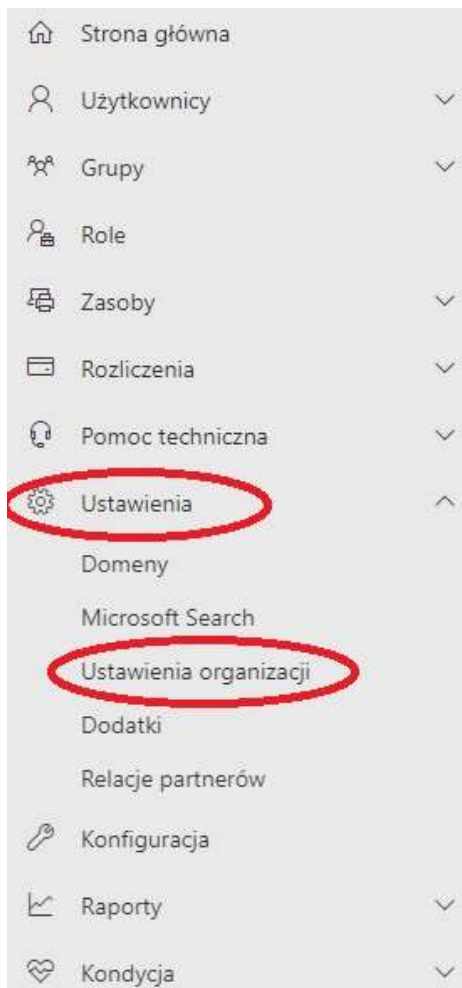 Strona główna
Użytkownicy
Grupy
Role
Zasoby
Rozliczenia
Pomoc techniczna
Ustawienia
Domeny
Microsoft Search
Ustawienia organizacji
Dodatki
Relacje partnerów
Konfiguracja
Raporty
Kondycja